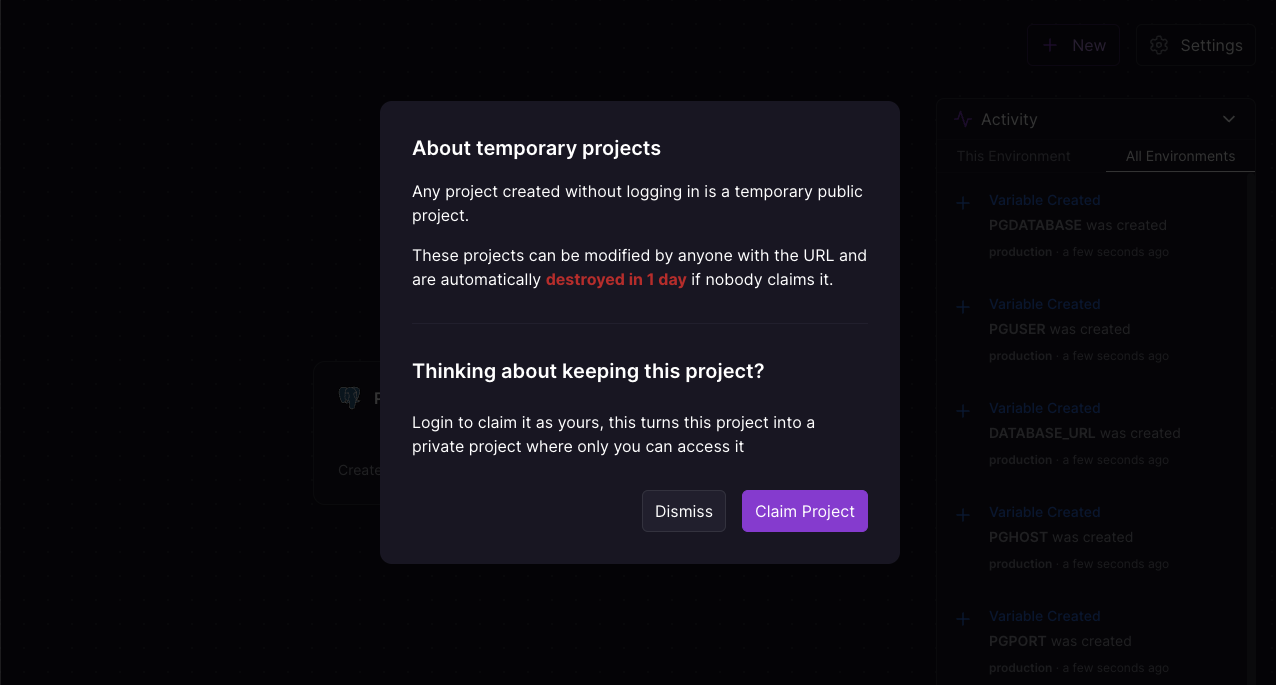 New
Settings
Activity
This Environment
All Environments
About temporary projects
Any project created without logging in is a temporary public
project.
These projects can be modified by anyone with the URL and
are automatically destroyed in 1 day if nobody claims it.
Thinking about keeping this project?
Login to claim it as yours, this turns this project into a
private project where only you can access it
Dismiss
Claim Project
Variable Created
PGDATABASE was created
production · a few seconds ago
Variable Created
PGUSER was created
production · a few seconds ago
Variable Created
DATABASE_URL was created
production · a few seconds ago
Variable Created
PGHOST was created
production · a few seconds ago
Variable Created
PGPORT was created
production · a few seconds ago